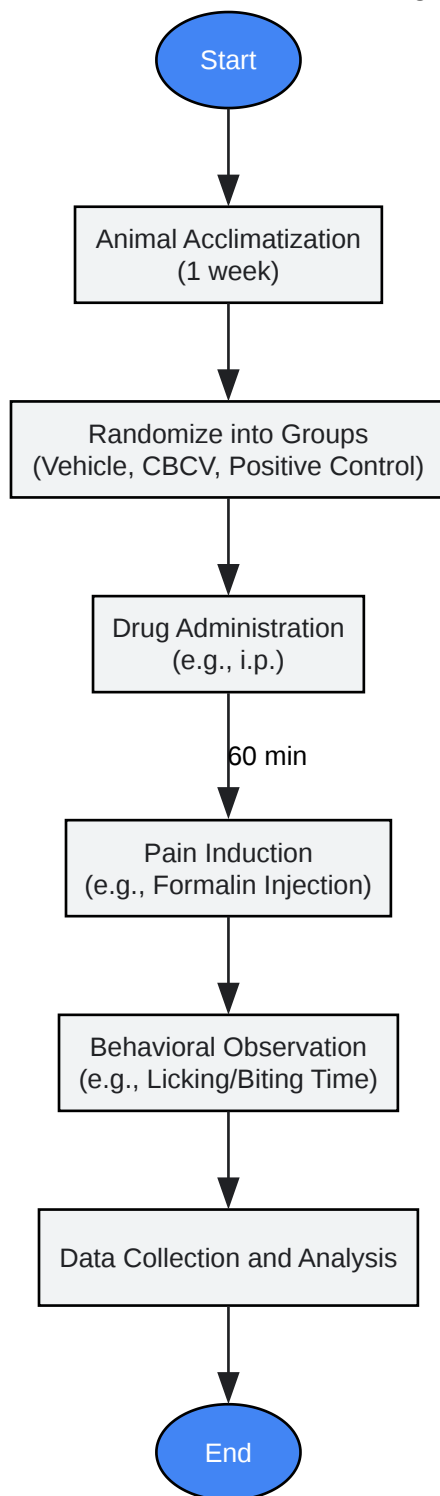 Start
Animal Acclimatization
(1 week)
Randomize into Groups
(Vehicle, CBCV, Positive Control)
Drug Administration
(e.g., i.p.)
60 min
Pain Induction
(e.g., Formalin Injection)
Behavioral Observation
(e.g., Licking/Biting Time)
Data Collection and Analysis
End